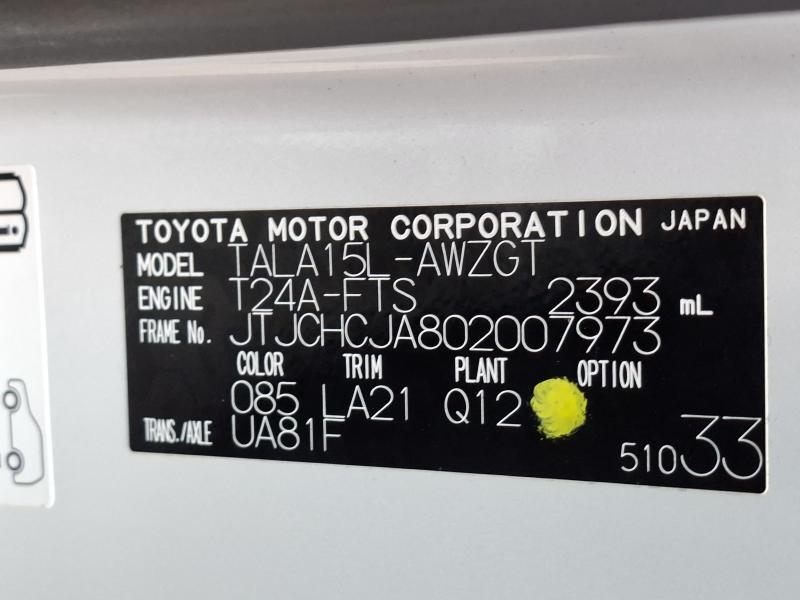 TOYOTA MOTOR CORPORATION JAPAN
MODEL TALA15L-AWZGT
ENGINE T24A-FTS 2393 mL
FRAME No. JTJCHCJA802007973
COLOR TRIM PLANT OPTION
085 LA21 Q12
TRANS./AXLE UA81F
51033